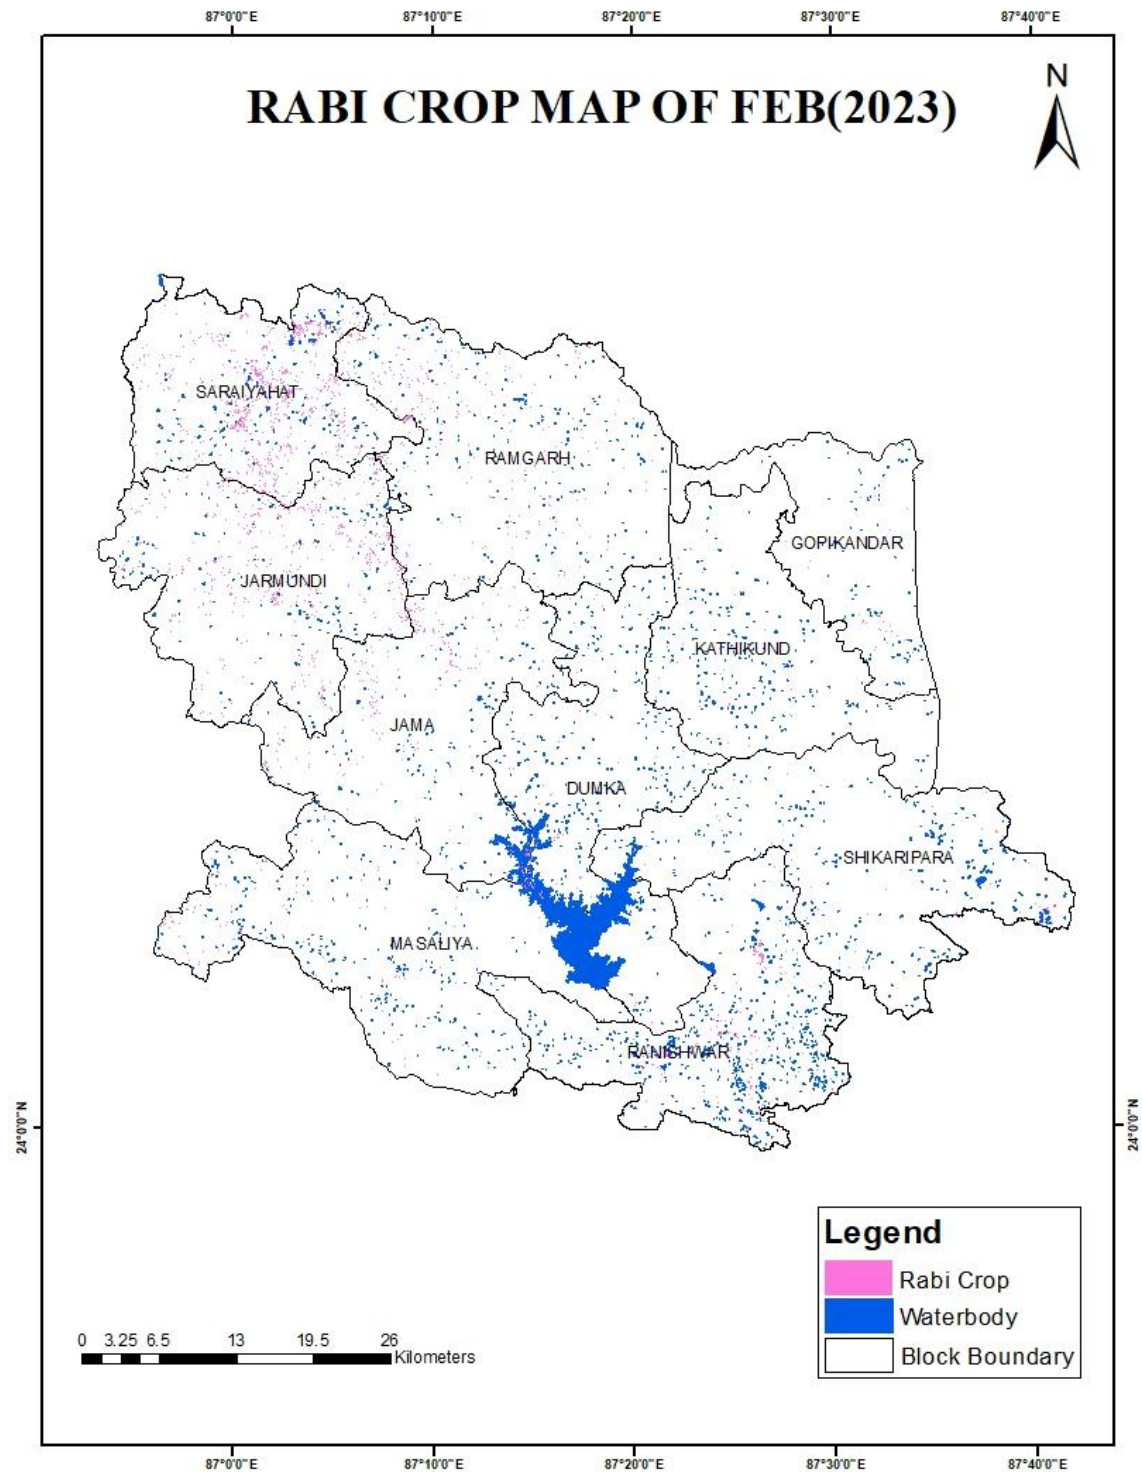 87°0'0"E 87°10'0"E 87°20'0"E 87°30'0"E 87°40'0"E
N
RABI CROP MAP OF FEB(2023)
SARAIYAHAT
RAMGARH
GOPIKANDAR
JARMUNDI
KATHIKUND
JAMA
DUMKA
SHIKARIPARA
MASALIYA
RANISHWAR
24°0'0"N
24°0'0"N
Legend
Rabi Crop
Waterbody
Block Boundary
0 3.25 6.5 13 19.5 26
Kilometers
87°0'0"E 87°10'0"E 87°20'0"E 87°30'0"E 87°40'0"E